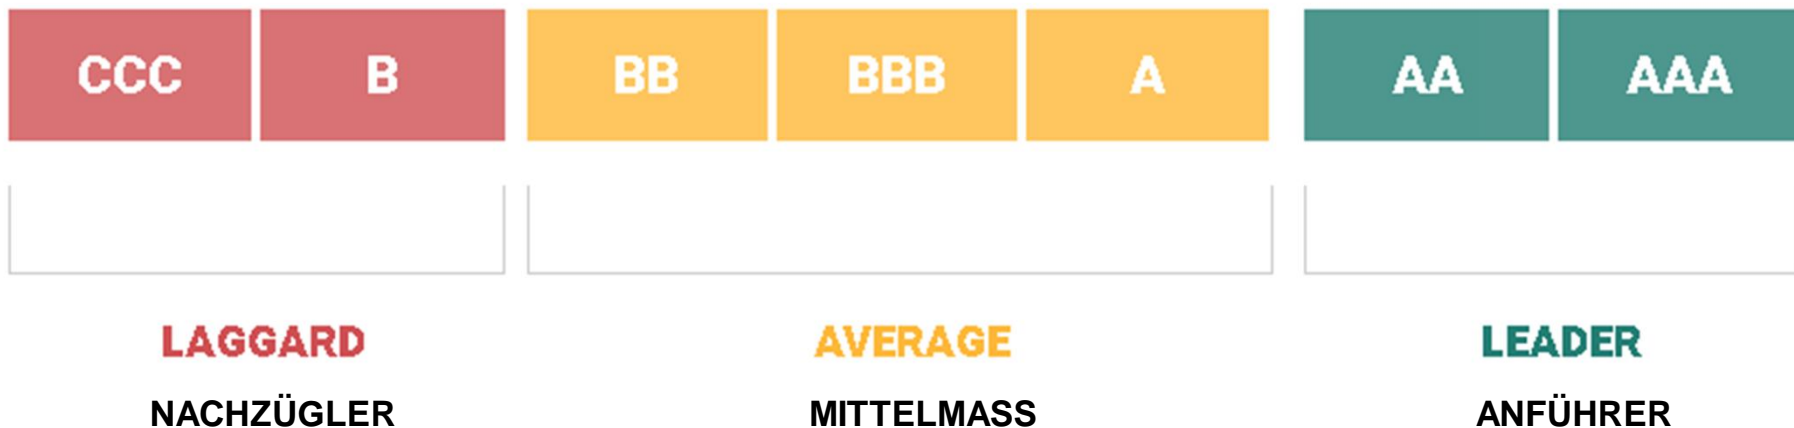 CCC B BB BBB A AA AAA
LAGGARD AVERAGE LEADER
NACHZÜGLER MITTELMASS ANFÜHRER